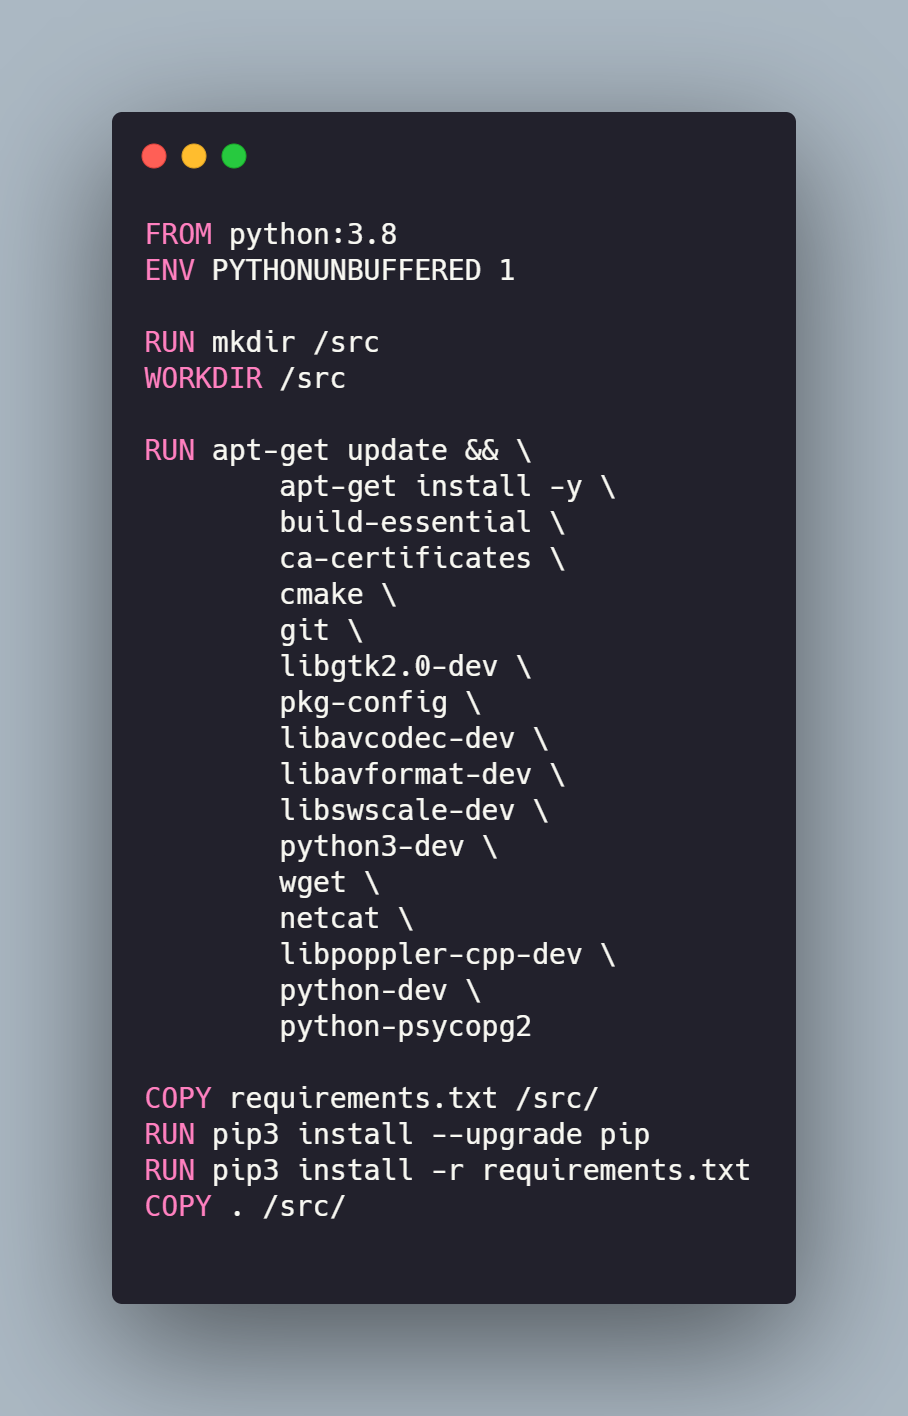 FROM python:3.8
ENV PYTHONUNBUFFERED 1
RUN mkdir /src
WORKDIR /src
RUN apt-get update && \
apt-get install -y \
build-essential \
ca-certificates \
cmake \
git \
libgtk2.0-dev \
pkg-config \
libavcodec-dev \
libavformat-dev \
libswscale-dev \
python3-dev \
wget \
netcat \
libpoppler-cpp-dev \
python-dev \
python-psycopg2
COPY requirements.txt /src/
RUN pip3 install --upgrade pip
RUN pip3 install -r requirements.txt
COPY . /src/